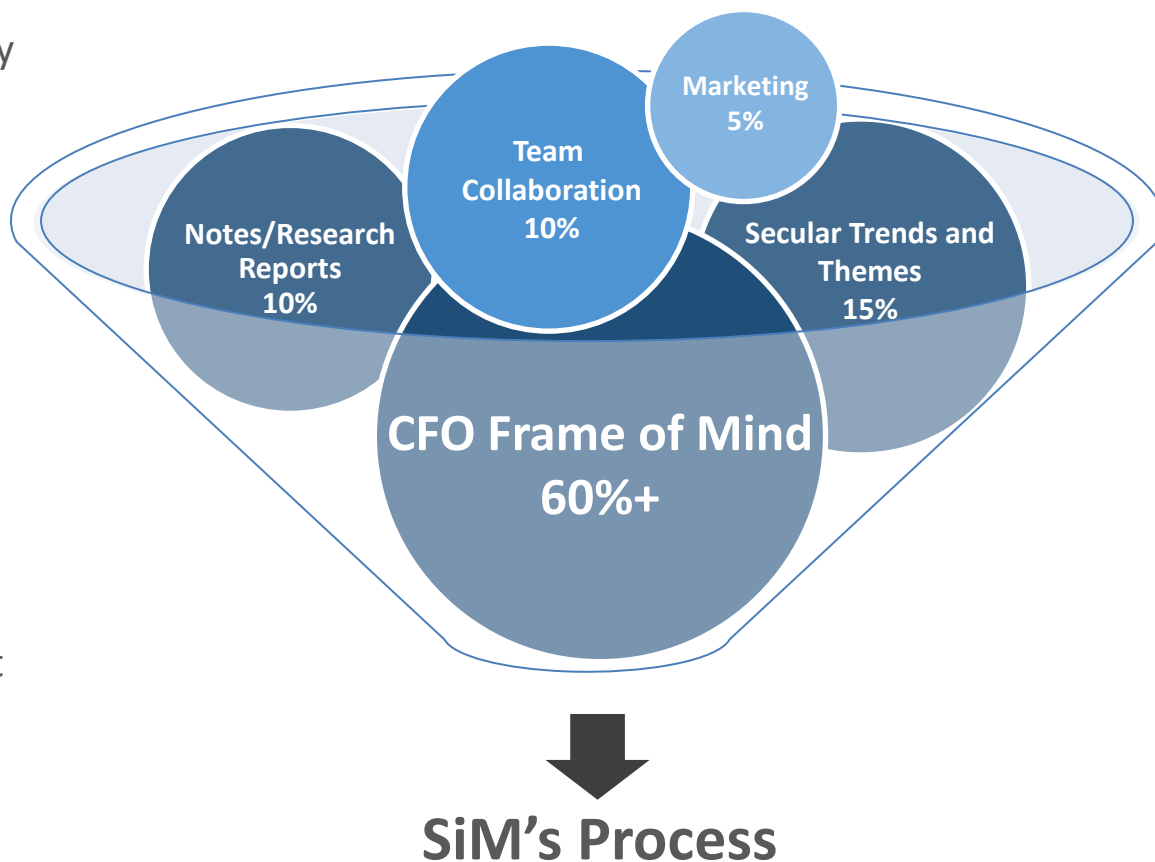 y
Marketing
5%
Team
Collaboration
10%
Notes/Research
Reports
10%
Secular Trends and
Themes
15%
CFO Frame of Mind
60%+
t
SiM's Process